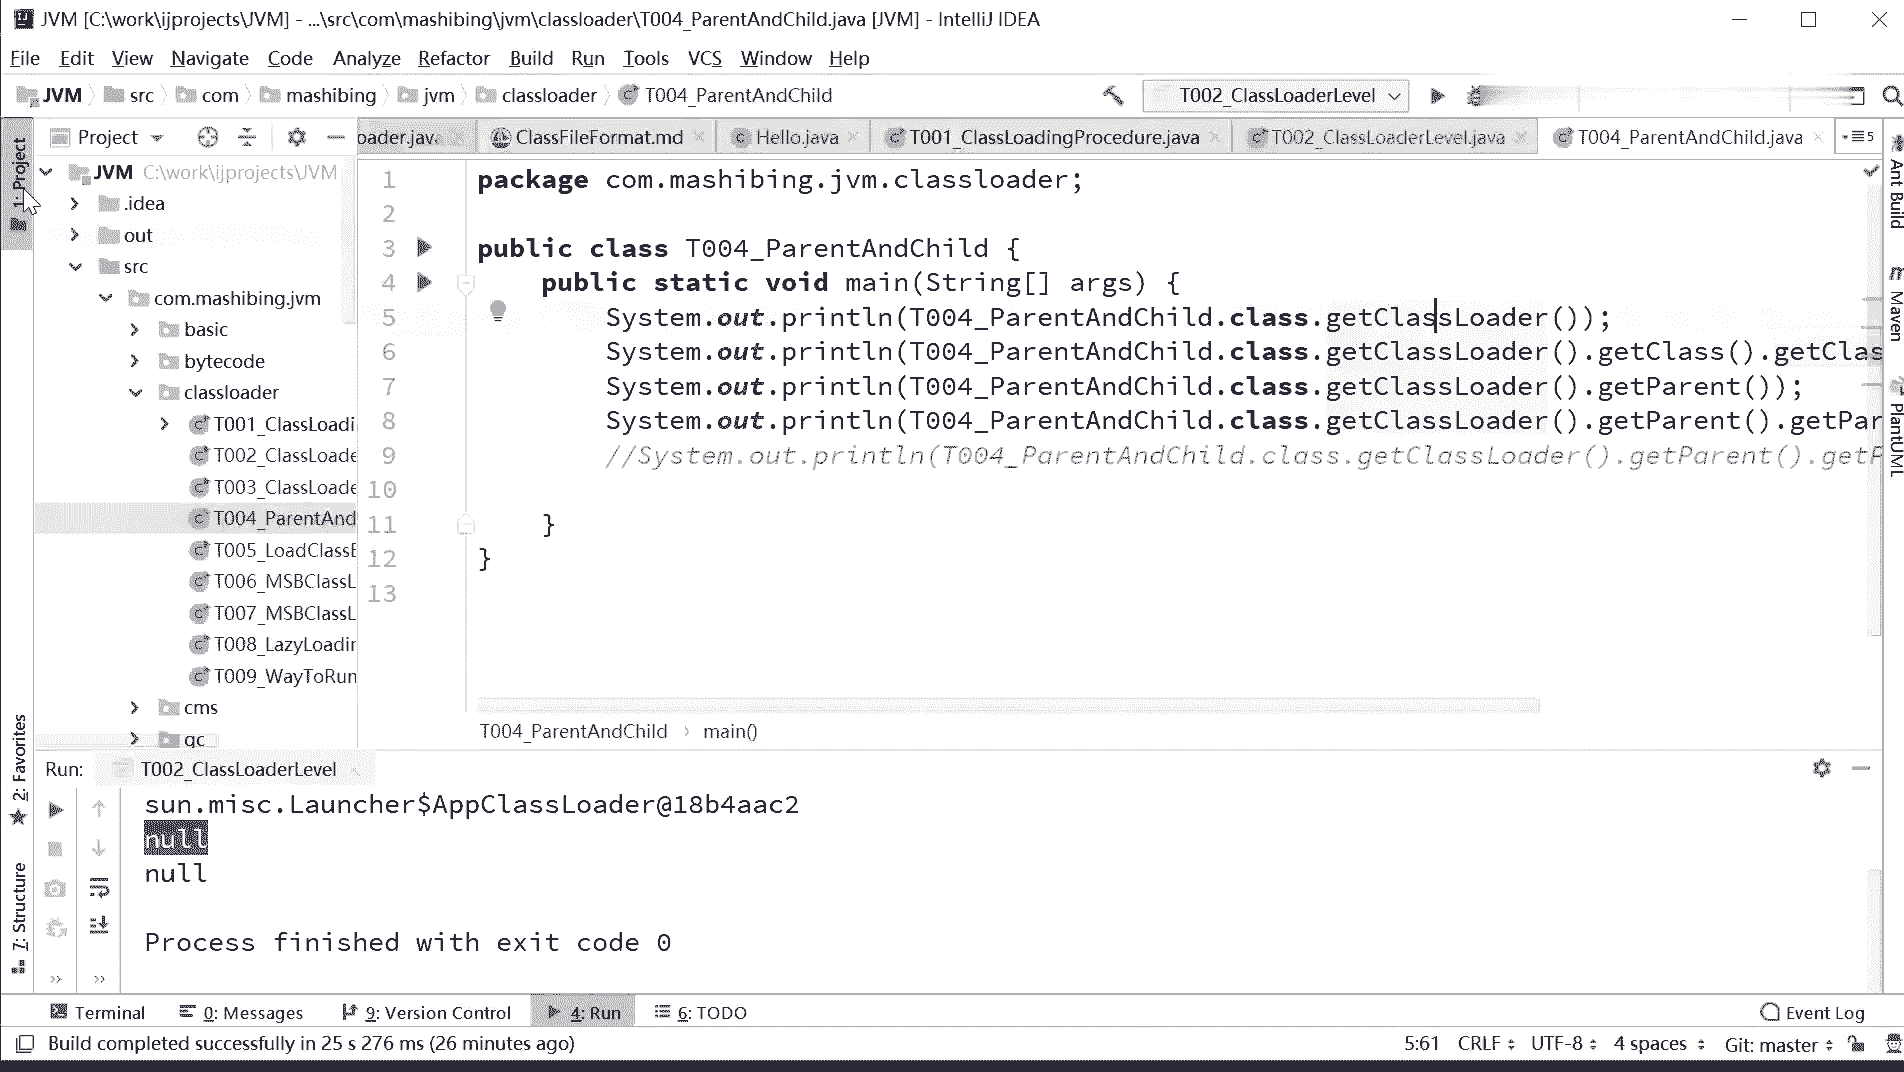 JVM [C:\work\ijprojects\JVM] - ...\src\com\mashibing\jvm\classloader\T004_ParentAndChild.java [JVM] - IntelliJ IDEA
File Edit View Navigate Code Analyze Refactor Build Run Tools VCS Window Help
JVM src com mashibing jvm classloader T004_ParentAndChild T002_ClassLoaderLevel
Project oader.java ClassFileFormat.md Hello.java T001_ClassLoadingProcedure.java T002_ClassLoaderLevel.java T004_ParentAndChild.java 5
1: Project
JVM C:\work\ijprojects\JVM
.idea
out
src
com.mashibing.jvm
basic
bytecode
classloader
T001_ClassLoadi
T002_ClassLoade
T003_ClassLoade
T004_ParentAnd
T005_LoadClassB
T006_MSBClassL
T007_MSBClassL
T008_LazyLoadin
T009_WayToRun
cms
gc
1 package com.mashibing.jvm.classloader;
2
3 public class T004_ParentAndChild {
4 public static void main(String[] args) {
5 System.out.println(T004_ParentAndChild.class.getClassLoader());
6 System.out.println(T004_ParentAndChild.class.getClassLoader().getClass().getClas
7 System.out.println(T004_ParentAndChild.class.getClassLoader().getParent());
8 System.out.println(T004_ParentAndChild.class.getClassLoader().getParent().getPar
9 //System.out.println(T004_ParentAndChild.class.getClassLoader().getParent().getP
10
11 }
12 }
13
T004_ParentAndChild main()
Ant Build
Maven
PlantUML
2: Favorites
7: Structure
Run: T002_ClassLoaderLevel
sun.misc.Launcher$AppClassLoader@18b4aac2
null
null
Process finished with exit code 0
Terminal 0: Messages 9: Version Control 4: Run 6: TODO Event Log
Build completed successfully in 25 s 276 ms (26 minutes ago) 5:61 CRLF UTF-8 4 spaces Git: master